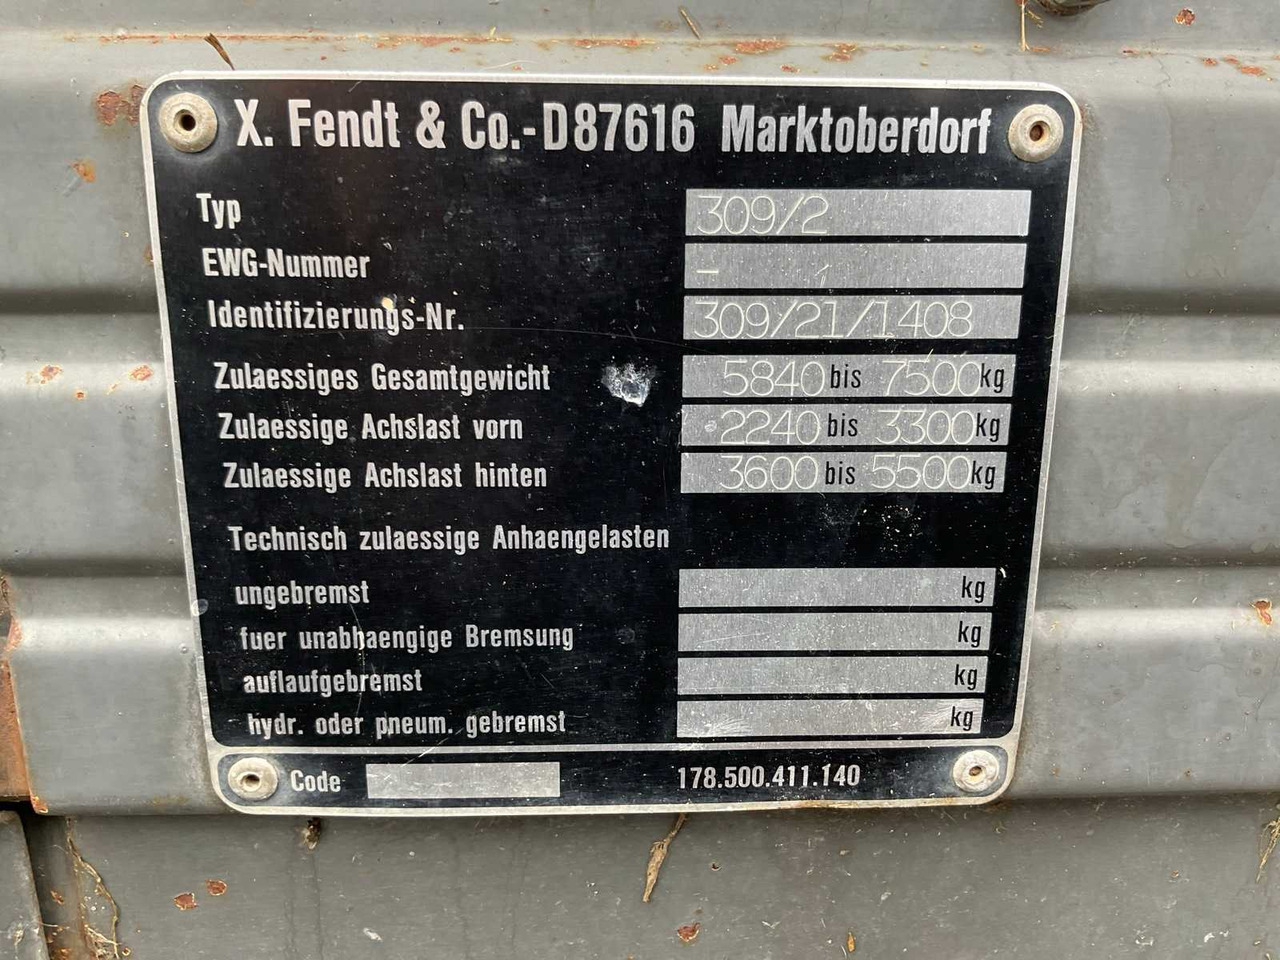 X. Fendt & Co.-D87616 Marktoberdorf
Typ 309/2
EWG-Nummer -
Identifizierungs-Nr. 309/21/1408
Zulaessiges Gesamtgewicht 5840 bis 7500 kg
Zulaessige Achslast vorn 2240 bis 3300 kg
Zulaessige Achslast hinten 3600 bis 5500 kg
Technisch zulaessige Anhaengelasten
ungebremst kg
fuer unabhaengige Bremsung kg
auflaufgebremst kg
hydr. oder pneum. gebremst kg
Code 178.500.411.140